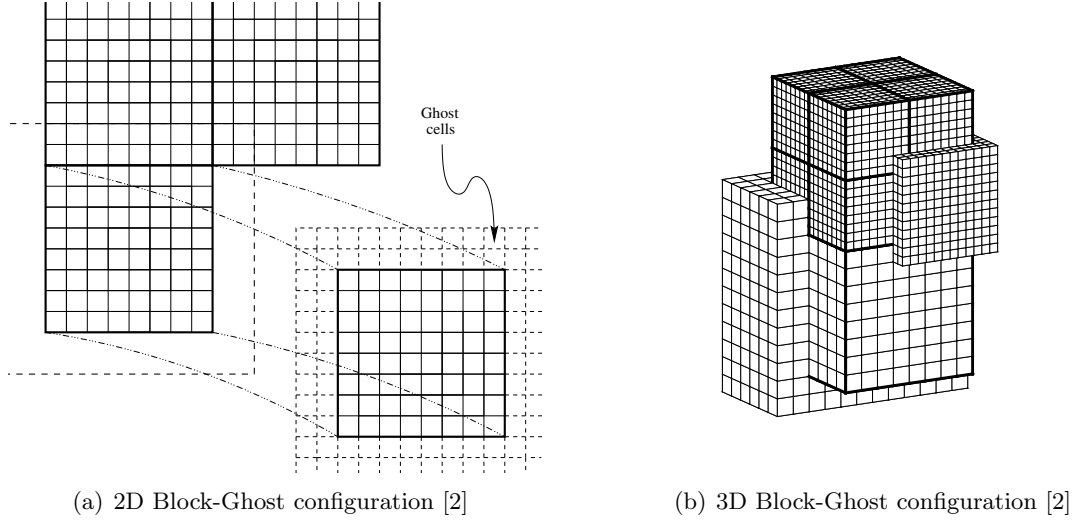 Ghost
cells
(a) 2D Block-Ghost configuration [2]
(b) 3D Block-Ghost configuration [2]